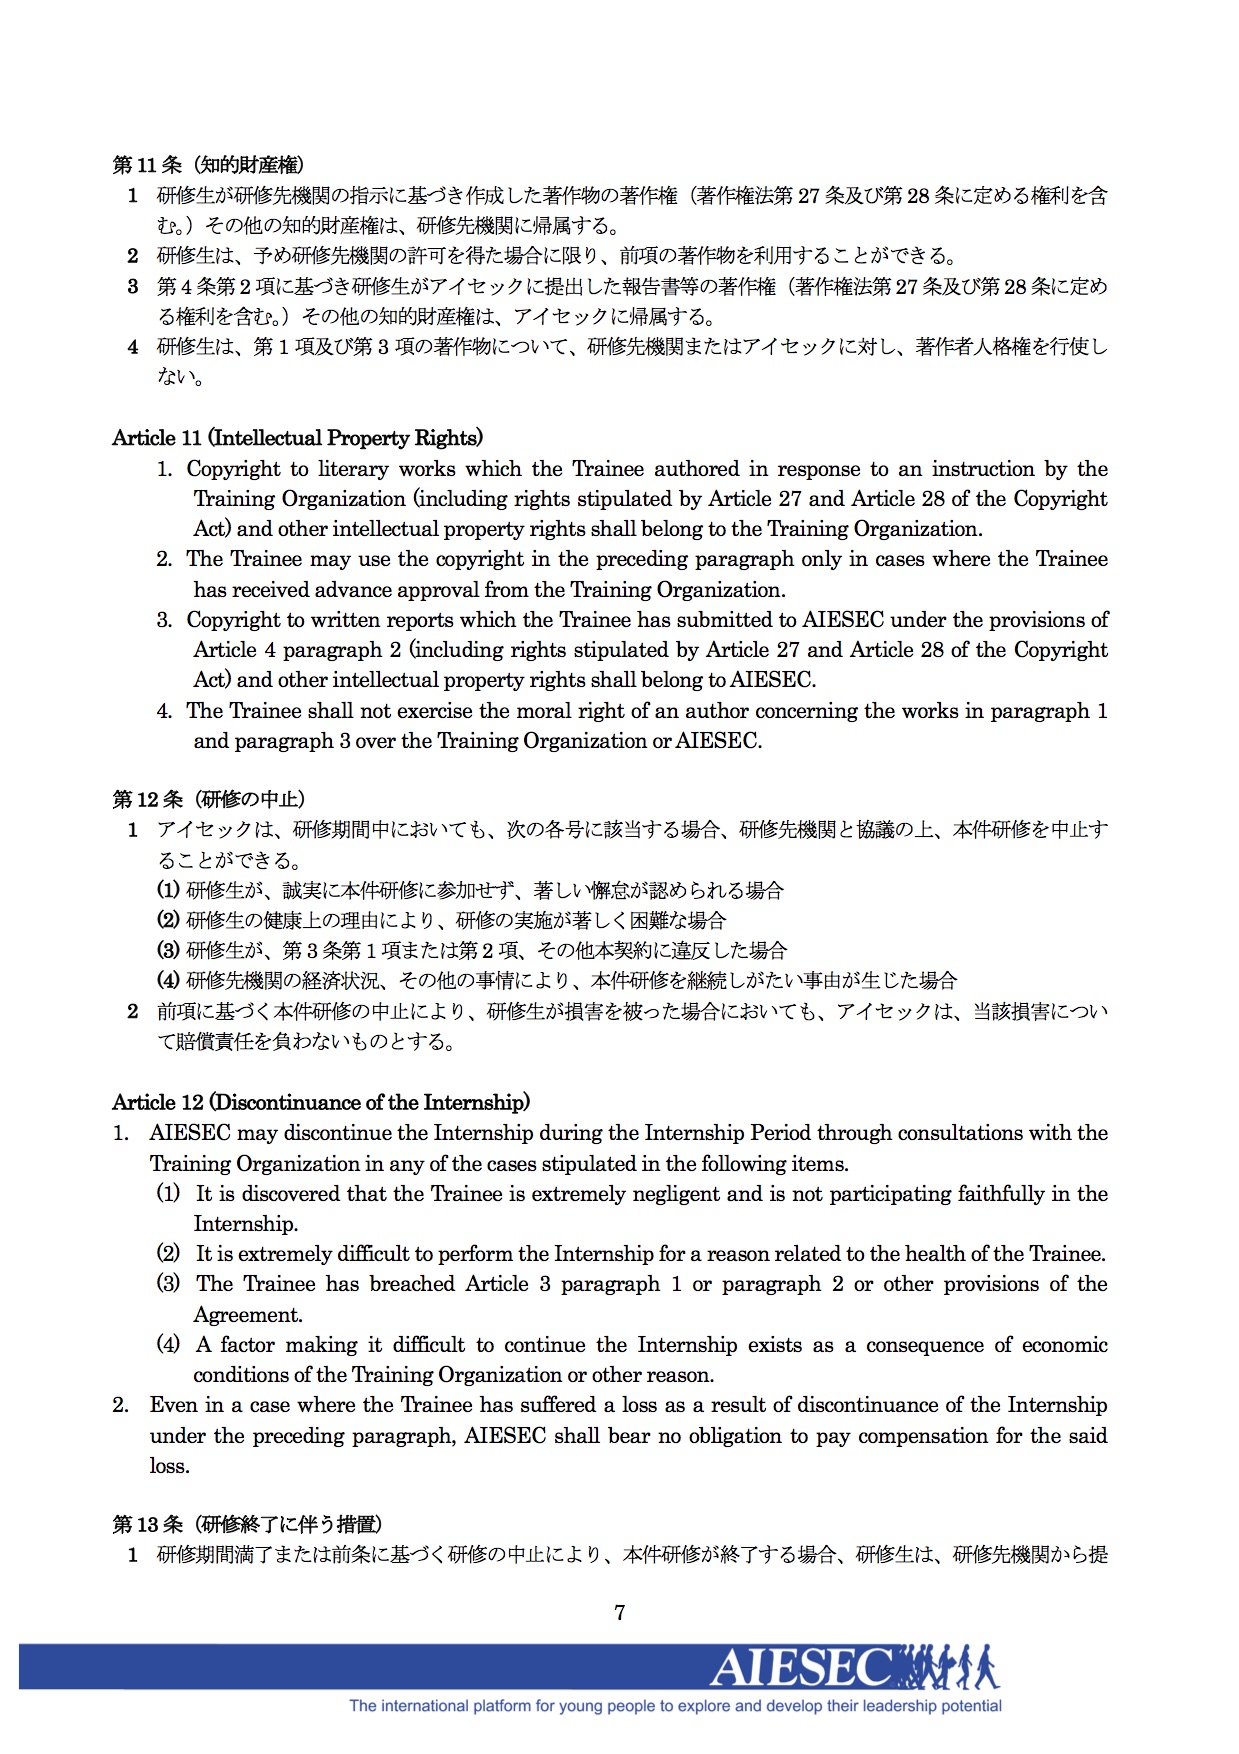 第 11 条（知的財産権）
1 研修生が研修先機関の指示に基づき作成した著作物の著作権（著作権法第 27 条及び第 28 条に定める権利を含
む。）その他の知的財産権は、研修先機関に帰属する。
2 研修生は、予め研修先機関の許可を得た場合に限り、前項の著作物を利用することができる。
3 第 4 条第 2 項に基づき研修生がアイセックに提出した報告書等の著作権（著作権法第 27 条及び第 28 条に定め
る権利を含む。）その他の知的財産権は、アイセックに帰属する。
4 研修生は、第 1 項及び第 3 項の著作物について、研修先機関またはアイセックに対し、著作者人格権を行使し
ない。
Article 11 (Intellectual Property Rights)
1. Copyright to literary works which the Trainee authored in response to an instruction by the
Training Organization (including rights stipulated by Article 27 and Article 28 of the Copyright
Act) and other intellectual property rights shall belong to the Training Organization.
2. The Trainee may use the copyright in the preceding paragraph only in cases where the Trainee
has received advance approval from the Training Organization.
3. Copyright to written reports which the Trainee has submitted to AIESEC under the provisions of
Article 4 paragraph 2 (including rights stipulated by Article 27 and Article 28 of the Copyright
Act) and other intellectual property rights shall belong to AIESEC.
4. The Trainee shall not exercise the moral right of an author concerning the works in paragraph 1
and paragraph 3 over the Training Organization or AIESEC.
第 12 条（研修の中止）
1 アイセックは、研修期間中においても、次の各号に該当する場合、研修先機関と協議の上、本件研修を中止す
ることができる。
(1) 研修生が、誠実に本件研修に参加せず、著しい懈怠が認められる場合
(2) 研修生の健康上の理由により、研修の実施が著しく困難な場合
(3) 研修生が、第 3 条第 1 項または第 2 項、その他本契約に違反した場合
(4) 研修先機関の経済状況、その他の事情により、本件研修を継続しがたい事由が生じた場合
2 前項に基づく本件研修の中止により、研修生が損害を被った場合においても、アイセックは、当該損害につい
て賠償責任を負わないものとする。
Article 12 (Discontinuance of the Internship)
1. AIESEC may discontinue the Internship during the Internship Period through consultations with the
Training Organization in any of the cases stipulated in the following items.
(1) It is discovered that the Trainee is extremely negligent and is not participating faithfully in the
Internship.
(2) It is extremely difficult to perform the Internship for a reason related to the health of the Trainee.
(3) The Trainee has breached Article 3 paragraph 1 or paragraph 2 or other provisions of the
Agreement.
(4) A factor making it difficult to continue the Internship exists as a consequence of economic
conditions of the Training Organization or other reason.
2. Even in a case where the Trainee has suffered a loss as a result of discontinuance of the Internship
under the preceding paragraph, AIESEC shall bear no obligation to pay compensation for the said
loss.
第 13 条（研修終了に伴う措置）
1 研修期間満了または前条に基づく研修の中止により、本件研修が終了する場合、研修生は、研修先機関から提
7
AIESEC
The international platform for young people to explore and develop their leadership potential